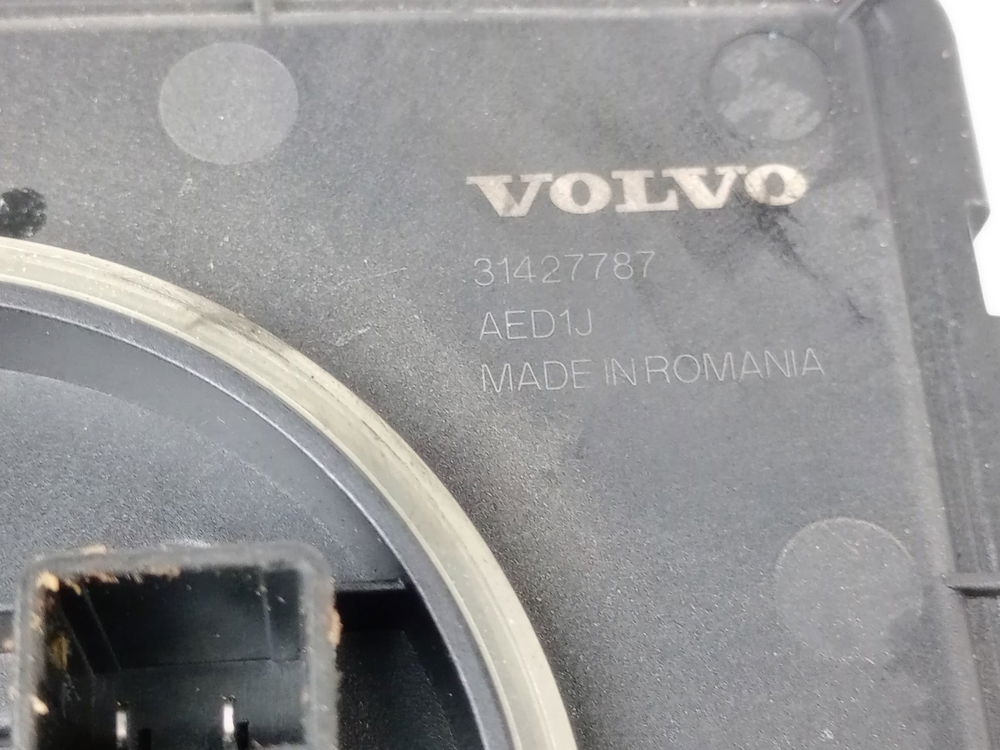 VOLVO
31427787
AED1J
MADE IN ROMANIA